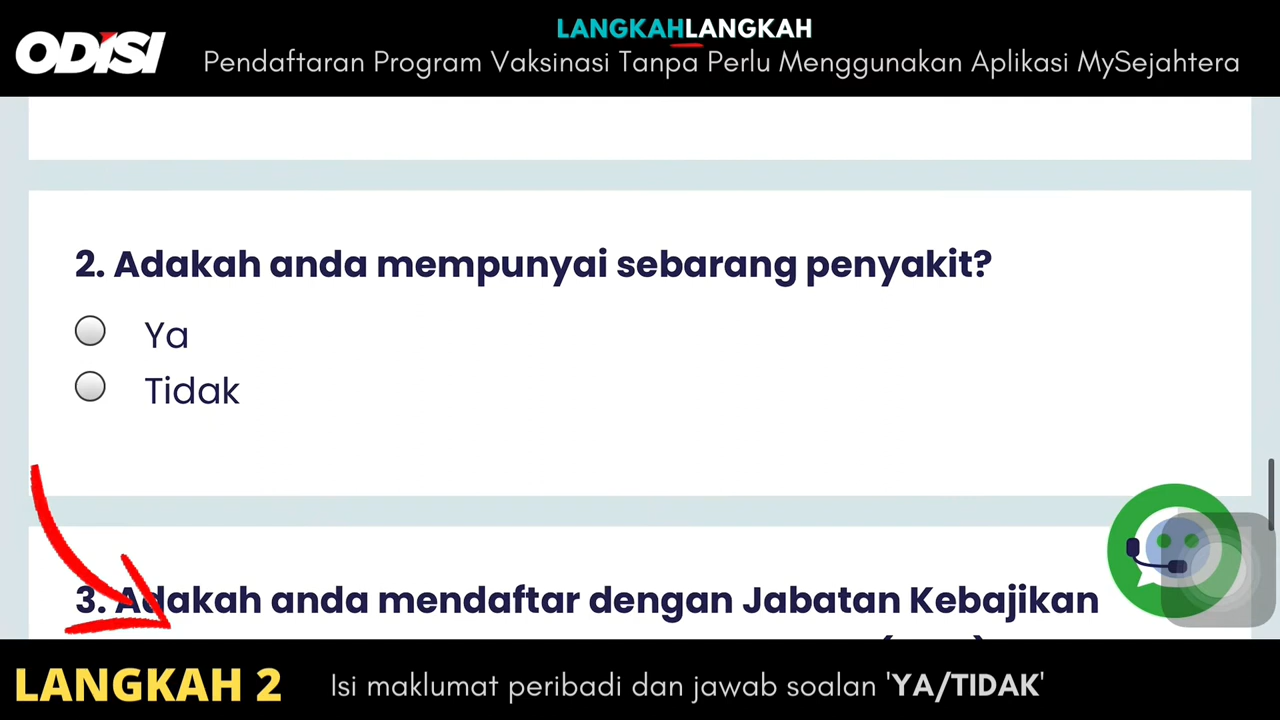 ODISI
LANGKAHLANGKAH
Pendaftaran Program Vaksinasi Tanpa Perlu Menggunakan Aplikasi MySejahtera
2. Adakah anda mempunyai sebarang penyakit?
Ya
Tidak
3. Adakah anda mendaftar dengan Jabatan Kebajikan
LANGKAH 2
Isi maklumat peribadi dan jawab soalan 'YA/TIDAK'